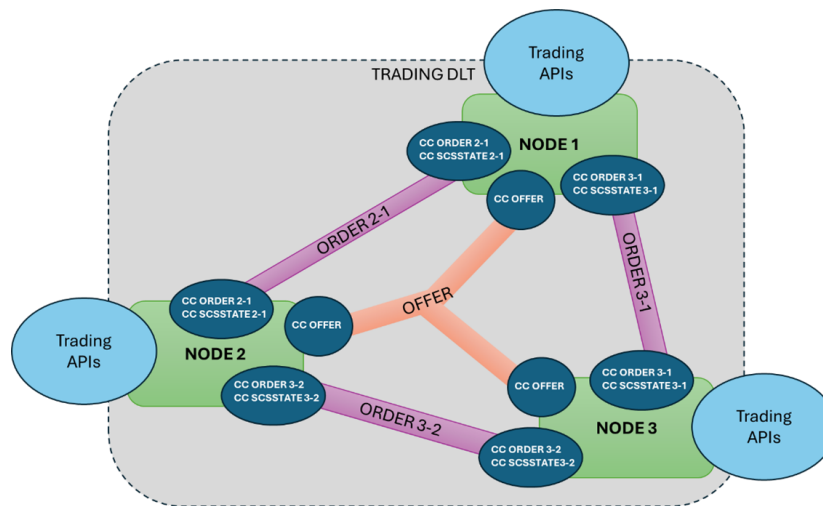 Trading
APIs
TRADING DLT
NODE 1
CC ORDER 2-1
CC SCSSTATE 2-1
CC ORDER 3-1
CC SCSSTATE 3-1
CC OFFER
ORDER 2-1
ORDER 3-1
OFFER
CC ORDER 2-1
CC SCSSTATE 2-1
CC OFFER
Trading
APIs
NODE 2
CC ORDER 3-2
CC SCSSTATE 3-2
ORDER 3-2
CC OFFER
CC ORDER 3-1
CC SCSSTATE 3-1
NODE 3
Trading
APIs
CC ORDER 3-2
CC SCSSTATE3-2